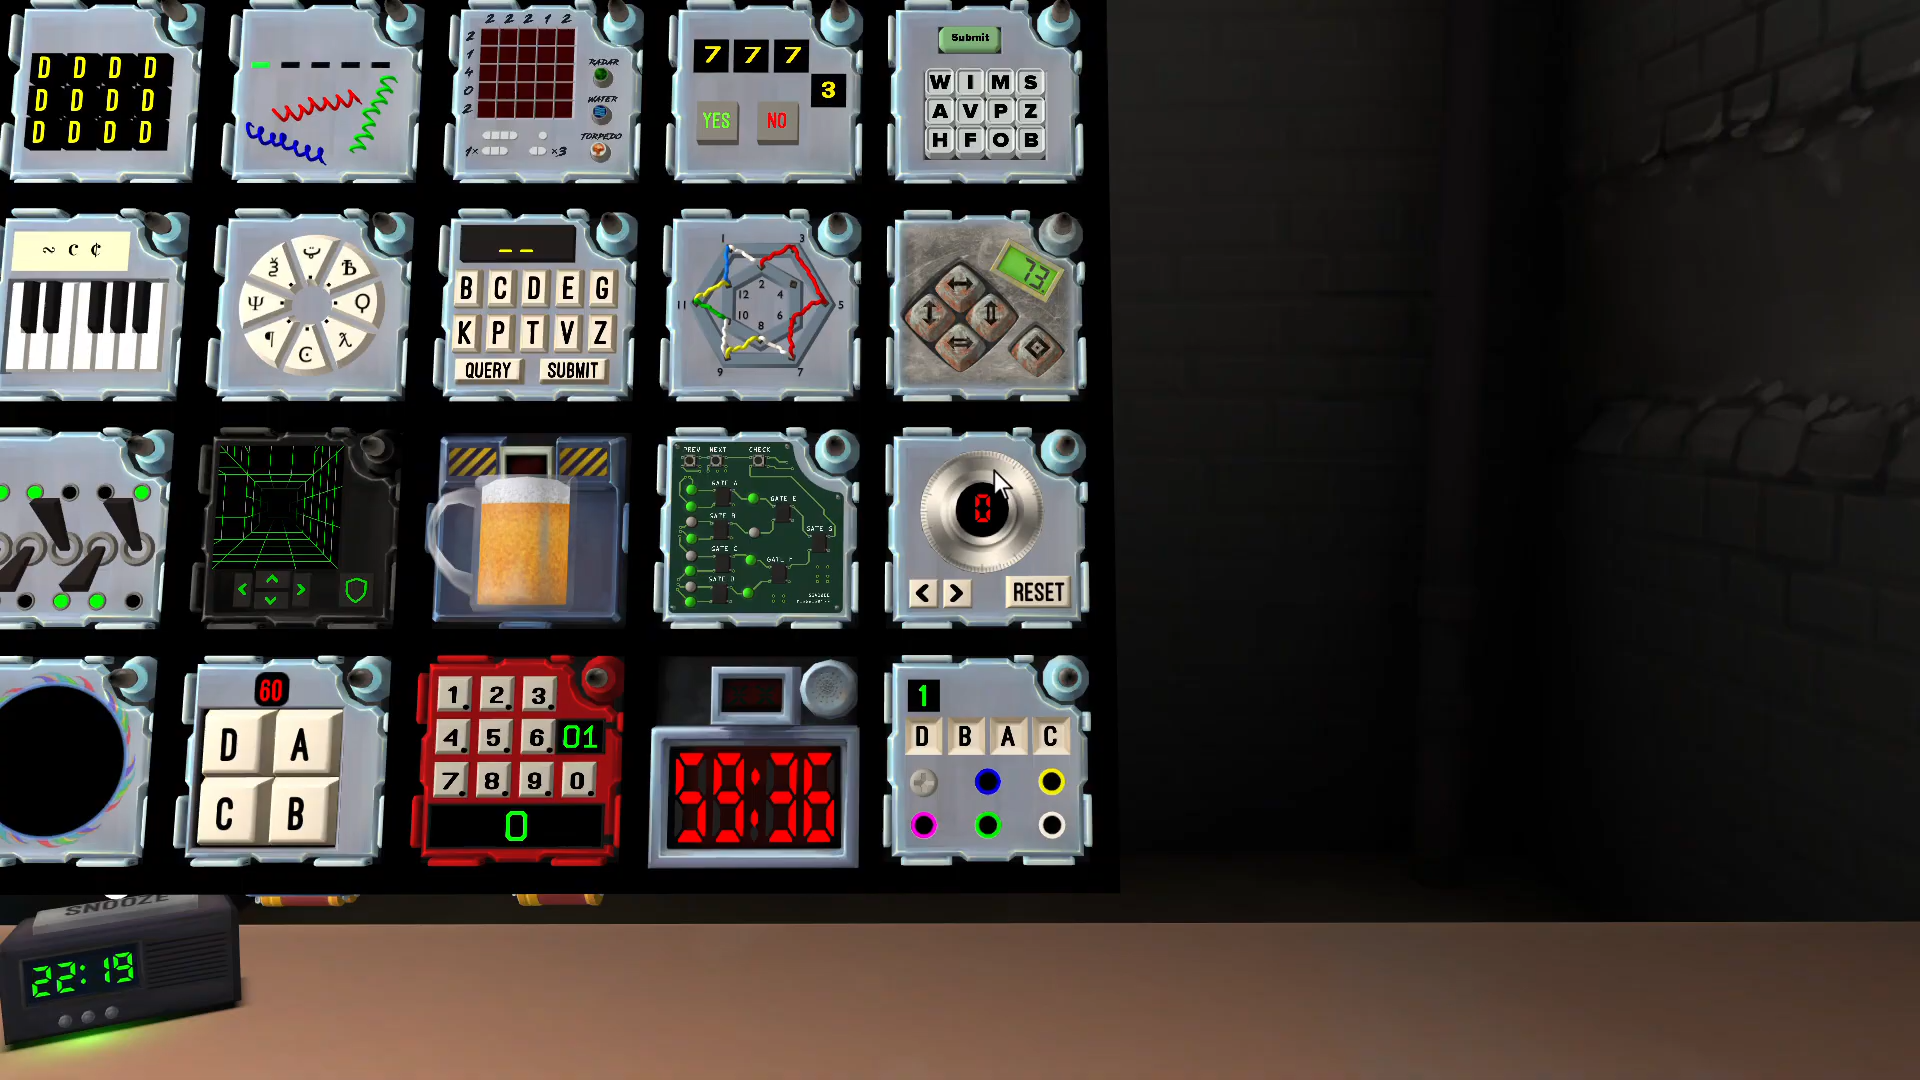 D D D D
D D D D
D D D D
2 2 2 1 2
2
1
4
0
2
RADAR
WATER
TORPEDO
1×
×3
7 7 7
3
YES NO
Submit
W I M S
A V P Z
H F O B
~ c ¢
Ѯ ټ Ѣ
Ψ Ϙ
¶ ƛ
Ͼ
_ _
B C D E G
K P T V Z
QUERY SUBMIT
1 3
2
12 4
11 5
10 6
8
9 7
73
PREV NEXT CHECK
GATE A
GATE E
GATE B
GATE S
GATE C
GATE F
GATE D
0
< > RESET
60
D A
C B
1 2 3
4 5 6 01
7 8 9 0
0
59:36
1
D B A C
SNOOZE
22:19